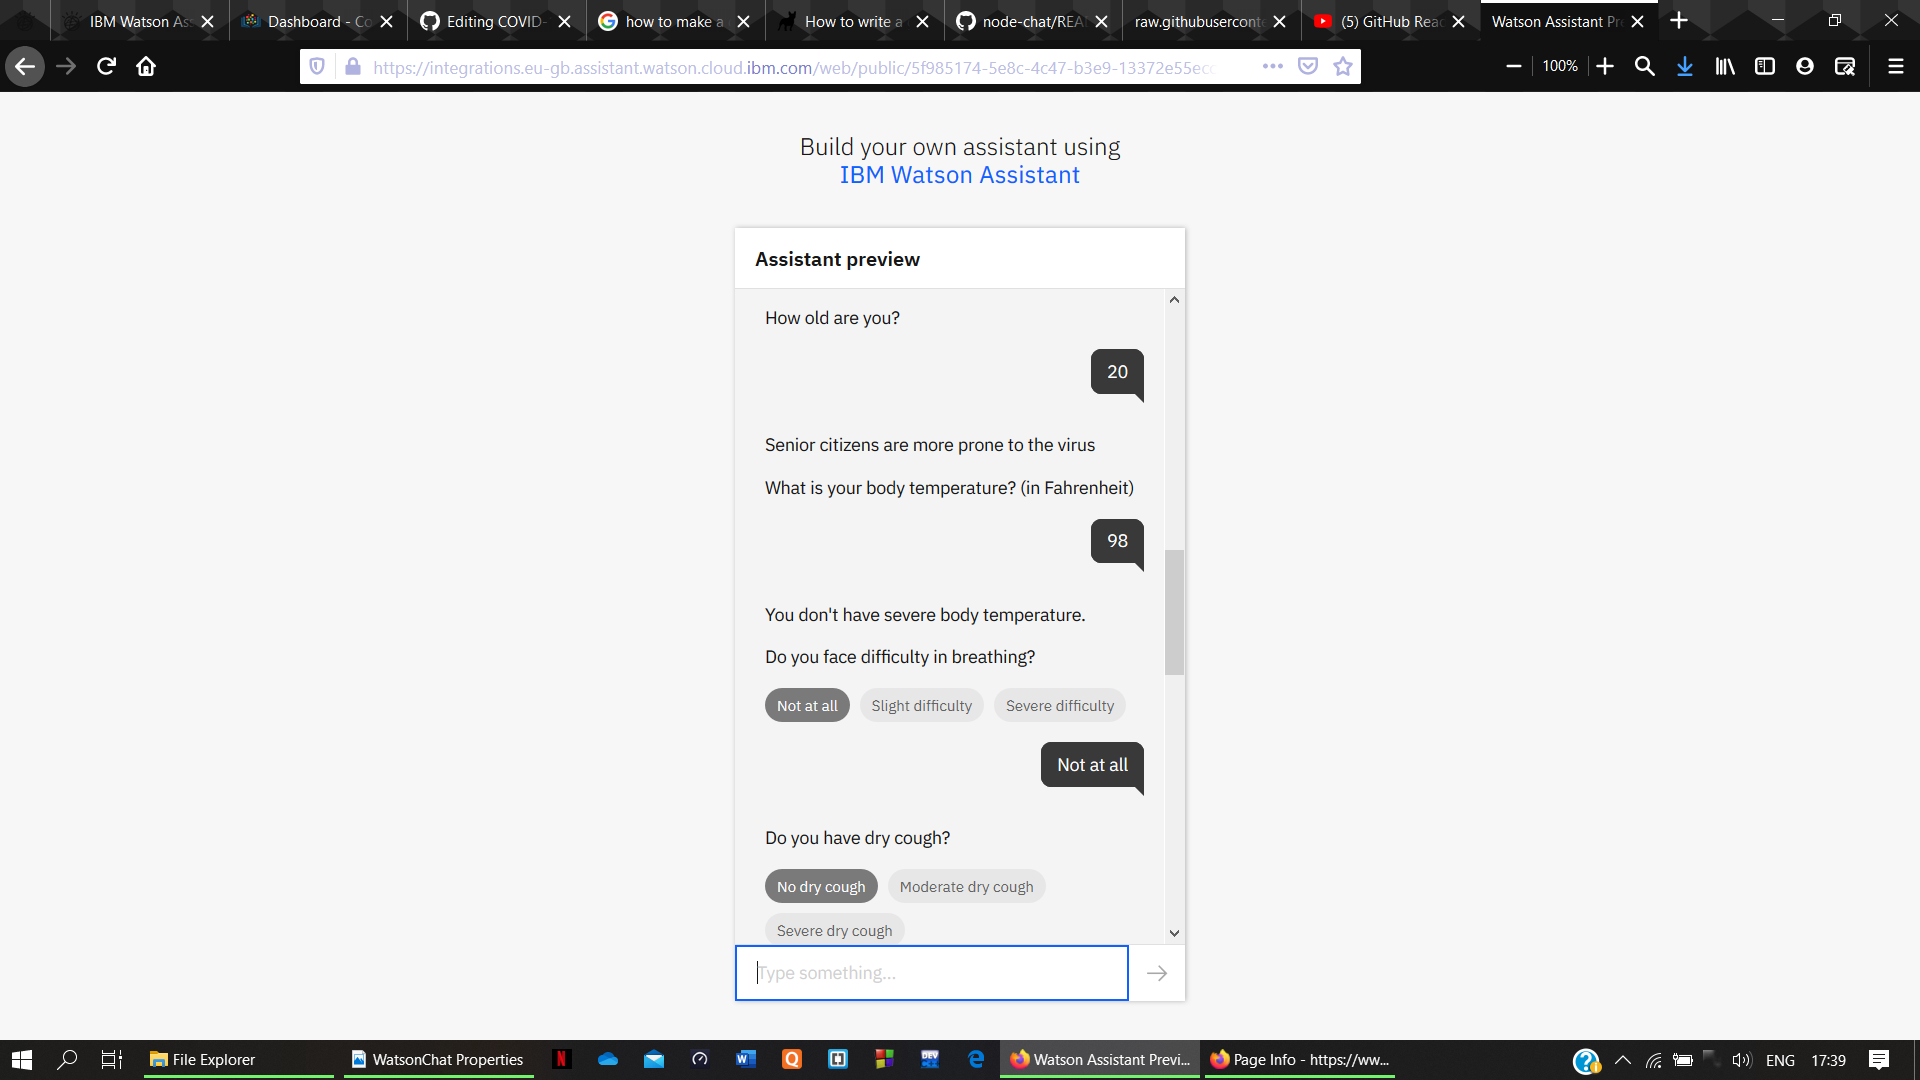 IBM Watson As
Dashboard - Co
Editing COVID-
how to make a
How to write a
node-chat/REA
raw.githubuserconte
(5) GitHub Rea
Watson Assistant Pr
https://integrations.eu-gb.assistant.watson.cloud.ibm.com/web/public/5f985174-5e8c-4c47-b3e9-13372e55ecc
100%
Build your own assistant using
IBM Watson Assistant
Assistant preview
How old are you?
20
Senior citizens are more prone to the virus
What is your body temperature? (in Fahrenheit)
98
You don't have severe body temperature.
Do you face difficulty in breathing?
Not at all Slight difficulty Severe difficulty
Not at all
Do you have dry cough?
No dry cough Moderate dry cough
Severe dry cough
Type something...
File Explorer
WatsonChat Properties
Watson Assistant Previ...
Page Info - https://ww...
ENG
17:39